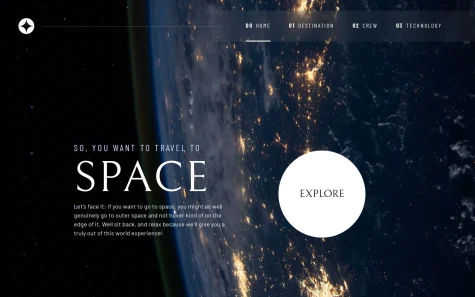 00 HOME 01 DESTINATION 02 CREW 03 TECHNOLOGY
SO, YOU WANT TO TRAVEL TO
SPACE
Let's face it: if you want to go to space, you might as well
genuinely go to outer space and not hover kind of on the
edge of it. Well sit back, and relax because we'll give you a
truly out of this world experience!
EXPLORE